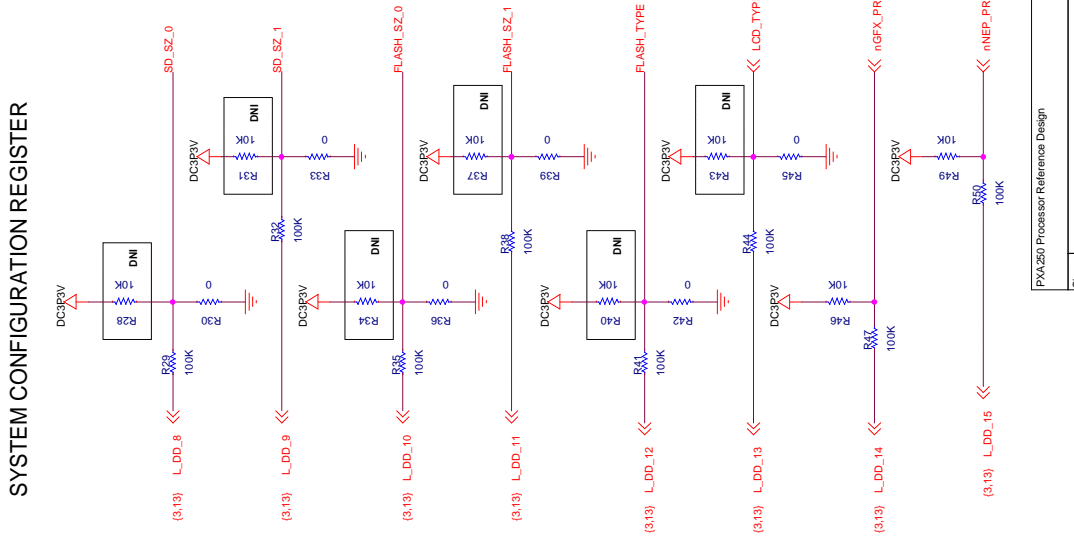 SYSTEM CONFIGURATION REGISTER
{3,13} L_DD_8
R29
100K
DC3P3V
R28
10K
DNI
R30
0
SD_SZ_0
{3,13} L_DD_9
R32
100K
DC3P3V
R31
10K
DNI
R33
0
SD_SZ_1
{3,13} L_DD_10
R35
100K
DC3P3V
R34
10K
DNI
R36
0
FLASH_SZ_0
{3,13} L_DD_11
R38
100K
DC3P3V
R37
10K
DNI
R39
0
FLASH_SZ_1
{3,13} L_DD_12
R41
100K
DC3P3V
R40
10K
DNI
R42
0
FLASH_TYPE
{3,13} L_DD_13
R44
100K
DC3P3V
R43
10K
DNI
R45
0
LCD_TYP
{3,13} L_DD_14
R47
100K
DC3P3V
R46
10K
nGFX_PR
{3,13} L_DD_15
R50
100K
DC3P3V
R49
10K
nNEP_PR
PXA250 Processor Reference Design